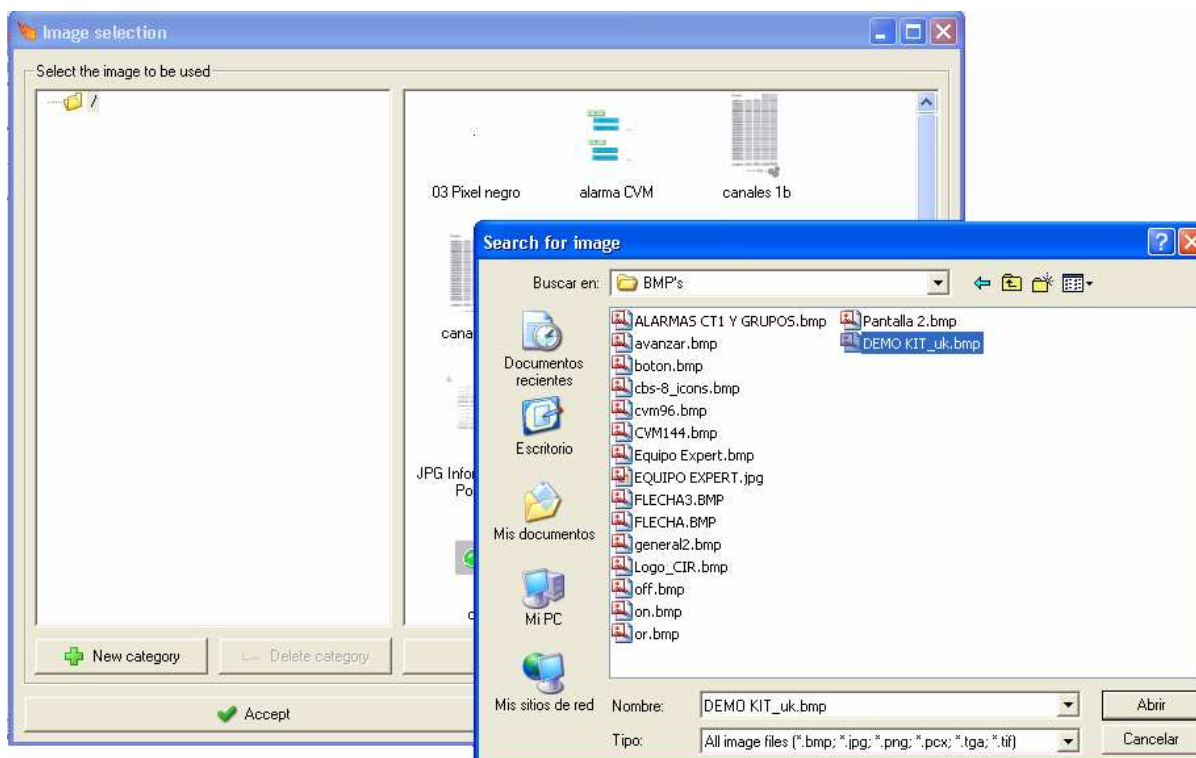 Image selection
Select the image to be used
/
03 Pixel negro
alarma CVM
canales 1b
Search for image
Buscar en:
BMP's
Documentos
recientes
Escritorio
Mis documentos
Mi PC
Mis sitios de red
ALARMAS CT1 Y GRUPOS.bmp
avanzar.bmp
boton.bmp
cbs-8_icons.bmp
cvm96.bmp
CVM144.bmp
Equipo Expert.bmp
EQUIPO EXPERT.jpg
FLECHA3.BMP
FLECHA.BMP
general2.bmp
Logo_CIR.bmp
off.bmp
on.bmp
or.bmp
Pantalla 2.bmp
DEMO KIT_uk.bmp
Nombre:
DEMO KIT_uk.bmp
Abrir
Tipo:
All image files (*.bmp; *.jpg; *.png; *.pcx; *.tga; *.tif)
Cancelar
cana
JPG Infor
Po
New category
Delete category
Accept